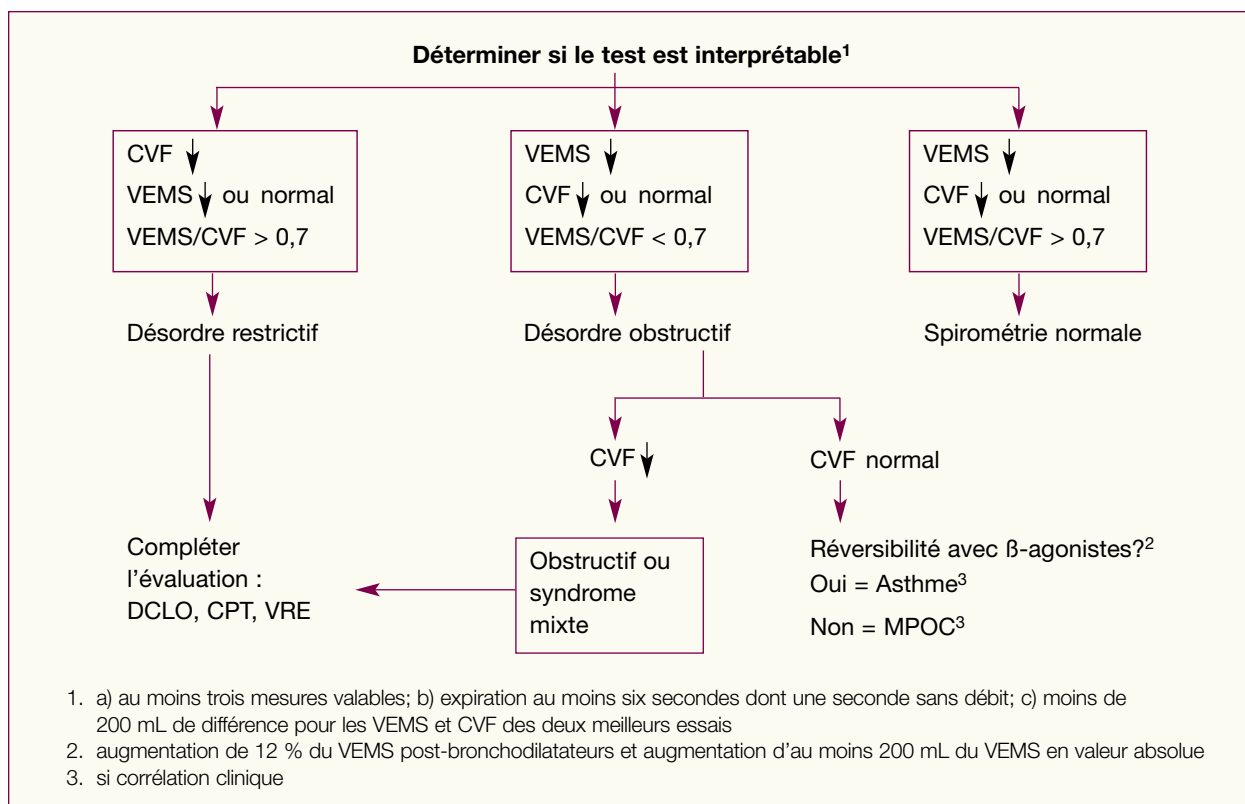 Déterminer si le test est interprétable¹
CVF ↓
VEMS ↓ ou normal
VEMS/CVF > 0,7
VEMS ↓
CVF ↓ ou normal
VEMS/CVF < 0,7
VEMS ↓
CVF ↓ ou normal
VEMS/CVF > 0,7
Désordre restrictif
Désordre obstructif
Spirométrie normale
CVF ↓
CVF normal
Compléter
l'évaluation :
DCLO, CPT, VRE
Obstructif ou
syndrome
mixte
Réversibilité avec ß-agonistes?²
Oui = Asthme³
Non = MPOC³
1. a) au moins trois mesures valables; b) expiration au moins six secondes dont une seconde sans débit; c) moins de
200 mL de différence pour les VEMS et CVF des deux meilleurs essais
2. augmentation de 12 % du VEMS post-bronchodilatateurs et augmentation d'au moins 200 mL du VEMS en valeur absolue
3. si corrélation clinique